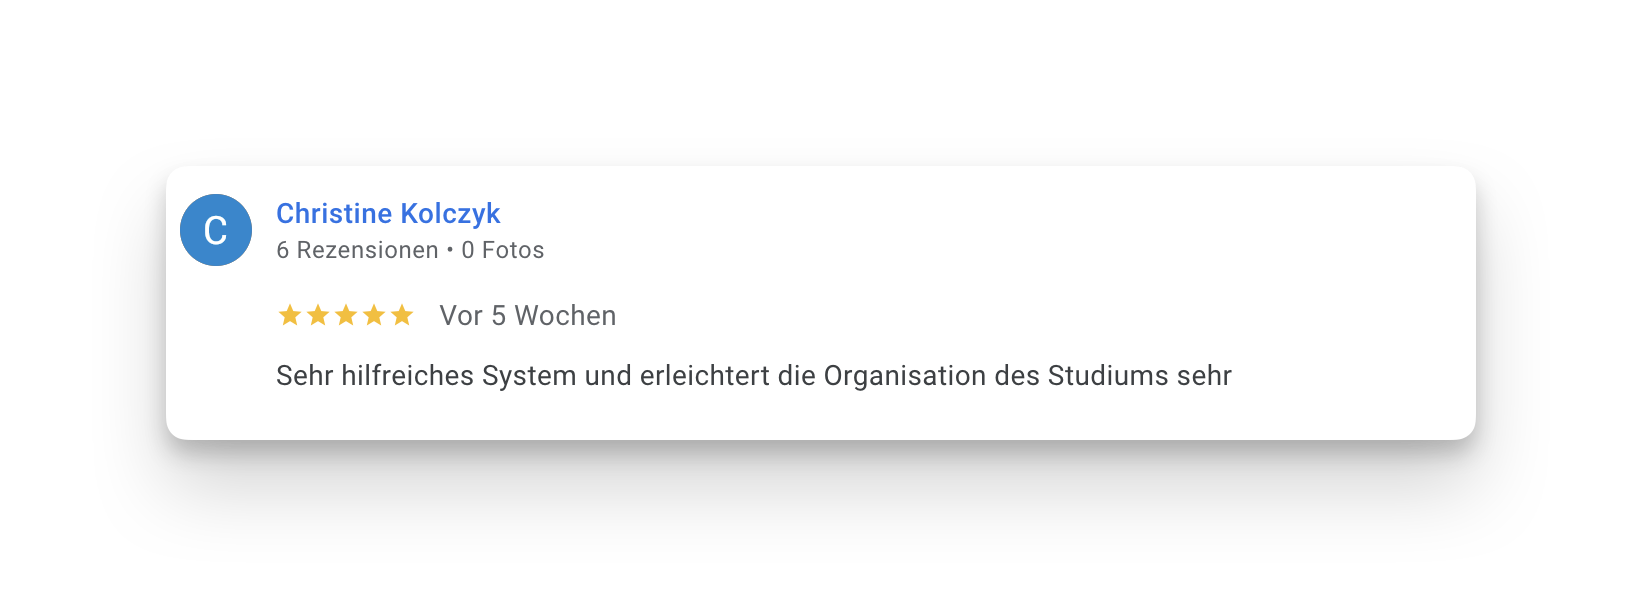 C
Christine Kolczyk
6 Rezensionen • 0 Fotos
★★★★★ Vor 5 Wochen
Sehr hilfreiches System und erleichtert die Organisation des Studiums sehr